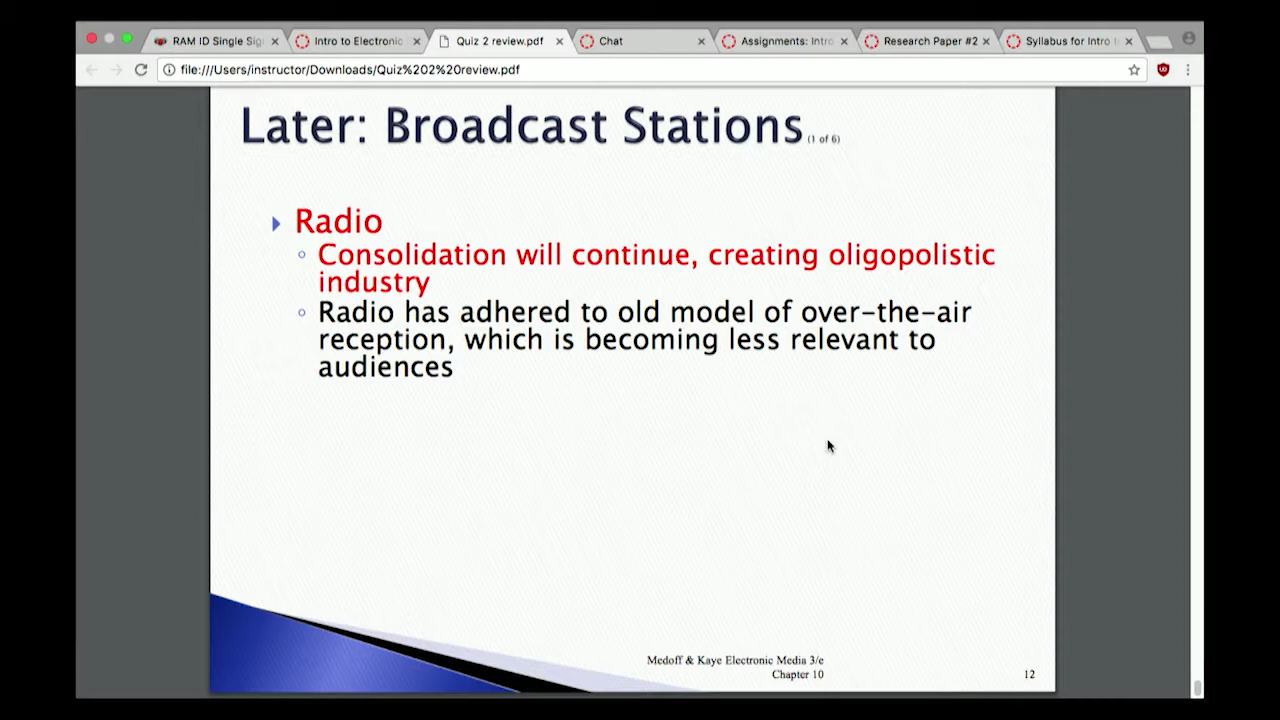 RAM ID Single Sig
Intro to Electronic
Quiz 2 review.pdf
Chat
Assignments: Intro
Research Paper #2
Syllabus for Intro
file:///Users/instructor/Downloads/Quiz%202%20review.pdf
Later: Broadcast Stations (1 of 6)
Radio
Consolidation will continue, creating oligopolistic
industry
Radio has adhered to old model of over-the-air
reception, which is becoming less relevant to
audiences
Medoff & Kaye Electronic Media 3/e
Chapter 10
12